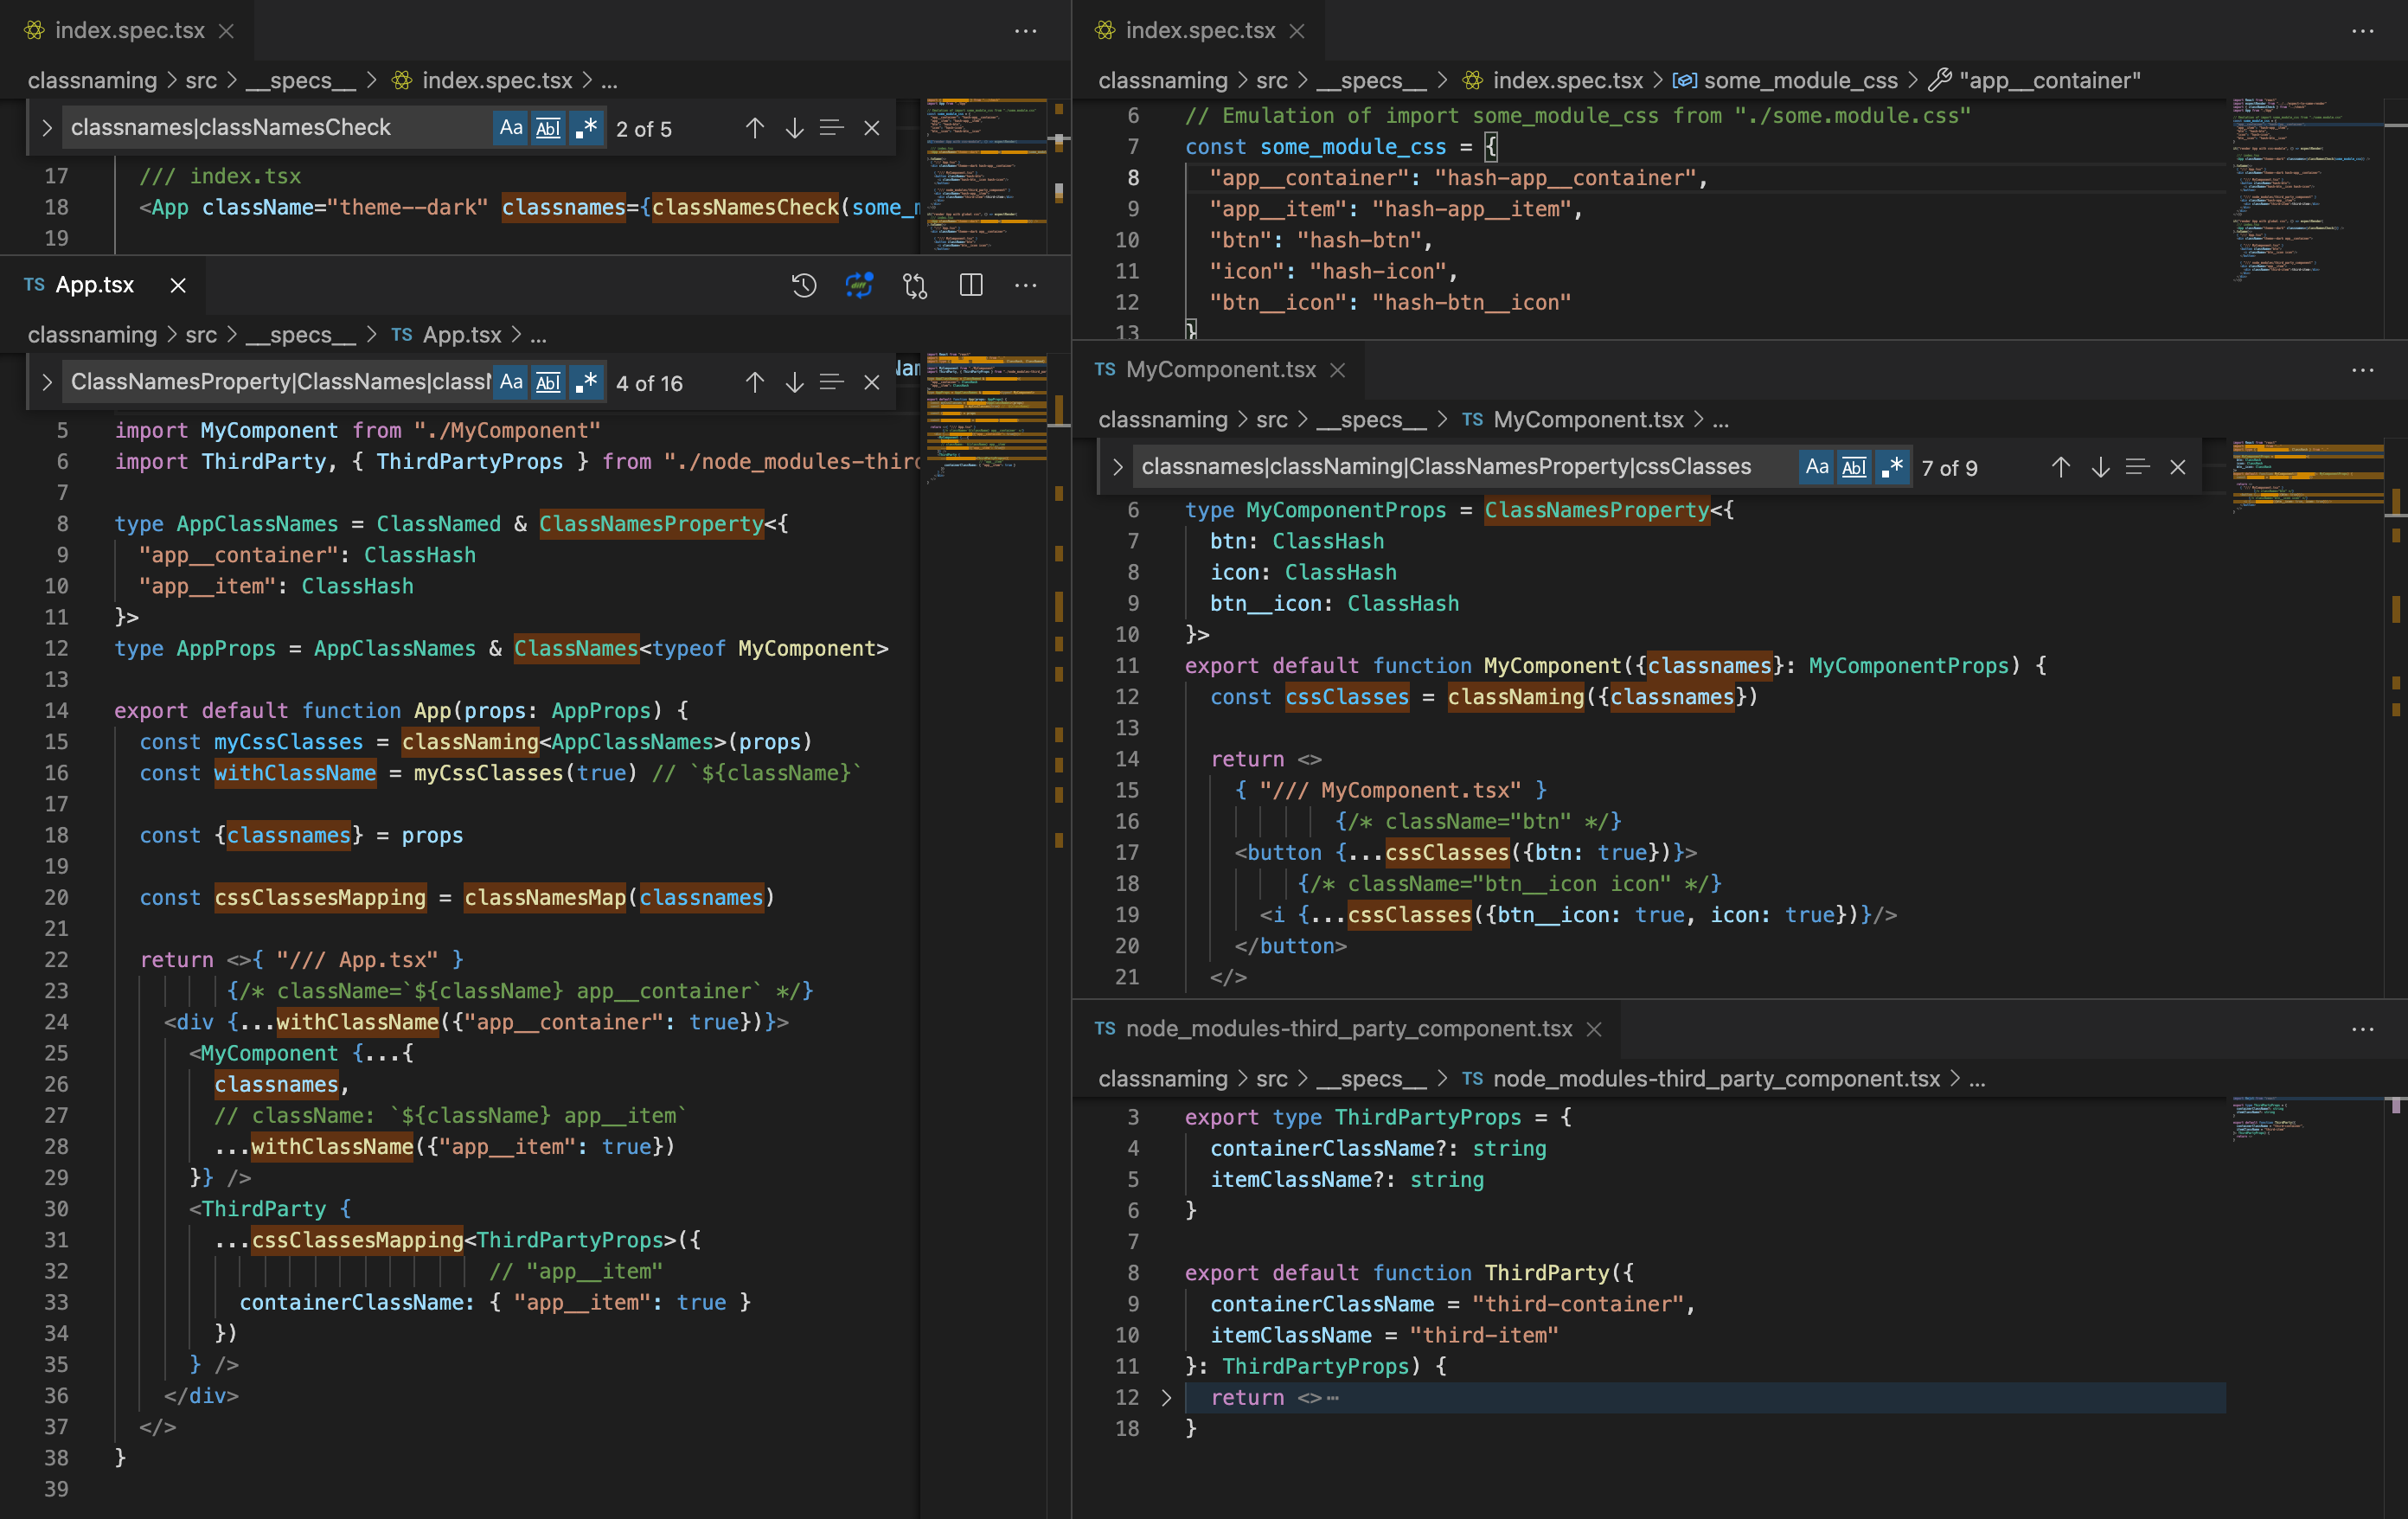 index.spec.tsx
classnaming > src > __specs__ > index.spec.tsx > ...
classnames|classNamesCheck Aa Abl .* 2 of 5
17 /// index.tsx
18 <App className="theme--dark" classnames={classNamesCheck(some_
19
TS App.tsx
classnaming > src > __specs__ > TS App.tsx > ...
ClassNamesProperty|ClassNames|class Aa Abl .* 4 of 16
5 import MyComponent from "./MyComponent"
6 import ThirdParty, { ThirdPartyProps } from "./node_modules-thir
7
8 type AppClassNames = ClassNamed & ClassNamesProperty<{
9 "app__container": ClassHash
10 "app__item": ClassHash
11 }>
12 type AppProps = AppClassNames & ClassNames<typeof MyComponent>
13
14 export default function App(props: AppProps) {
15 const myCssClasses = classNaming<AppClassNames>(props)
16 const withClassName = myCssClasses(true) // `${className}`
17
18 const {classnames} = props
19
20 const cssClassesMapping = classNamesMap(classnames)
21
22 return <>{ "/// App.tsx" }
23 {/* className=`${className} app__container` */}
24 <div {...withClassName({"app__container": true})}>
25 <MyComponent {...{
26 classnames,
27 // className: `${className} app__item`
28 ...withClassName({"app__item": true})
29 }} />
30 <ThirdParty {
31 ...cssClassesMapping<ThirdPartyProps>({
32 // "app__item"
33 containerClassName: { "app__item": true }
34 })
35 } />
36 </div>
37 </>
38 }
39
index.spec.tsx
classnaming > src > __specs__ > index.spec.tsx > some_module_css > "app__container"
6 // Emulation of import some_module_css from "./some.module.css"
7 const some_module_css = {
8 "app__container": "hash-app__container",
9 "app__item": "hash-app__item",
10 "btn": "hash-btn",
11 "icon": "hash-icon",
12 "btn__icon": "hash-btn__icon"
13 }
TS MyComponent.tsx
classnaming > src > __specs__ > TS MyComponent.tsx > ...
classnames|classNaming|ClassNamesProperty|cssClasses Aa Abl .* 7 of 9
6 type MyComponentProps = ClassNamesProperty<{
7 btn: ClassHash
8 icon: ClassHash
9 btn__icon: ClassHash
10 }>
11 export default function MyComponent({classnames}: MyComponentProps) {
12 const cssClasses = classNaming({classnames})
13
14 return <>
15 { "/// MyComponent.tsx" }
16 {/* className="btn" */}
17 <button {...cssClasses({btn: true})}>
18 {/* className="btn__icon icon" */}
19 <i {...cssClasses({btn__icon: true, icon: true})}/>
20 </button>
21 </>
TS node_modules-third_party_component.tsx
classnaming > src > __specs__ > TS node_modules-third_party_component.tsx > ...
3 export type ThirdPartyProps = {
4 containerClassName?: string
5 itemClassName?: string
6 }
7
8 export default function ThirdParty({
9 containerClassName = "third-container",
10 itemClassName = "third-item"
11 }: ThirdPartyProps) {
12 return <>⋯
18 }